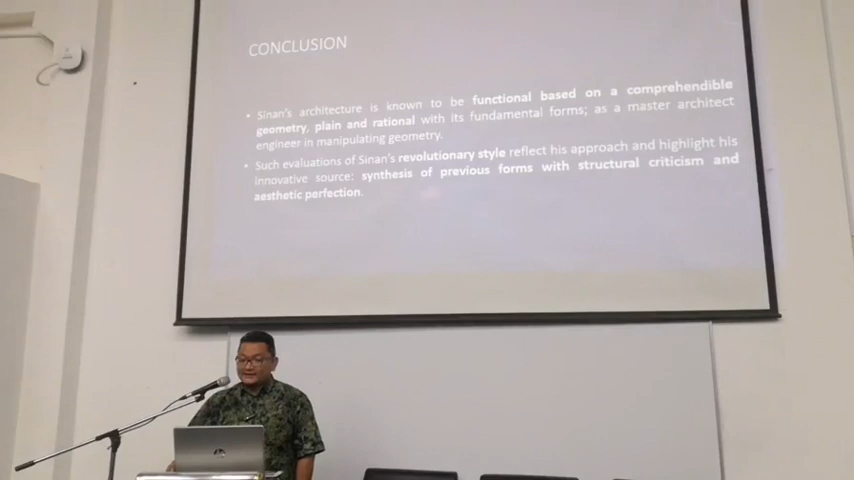 CONCLUSION
• Sinan's architecture is known to be functional based on a comprehendible
geometry, plain and rational with its fundamental forms; as a master architect
engineer in manipulating geometry.
• Such evaluations of Sinan's revolutionary style reflect his approach and highlight his
innovative source: synthesis of previous forms with structural criticism and
aesthetic perfection.
hp